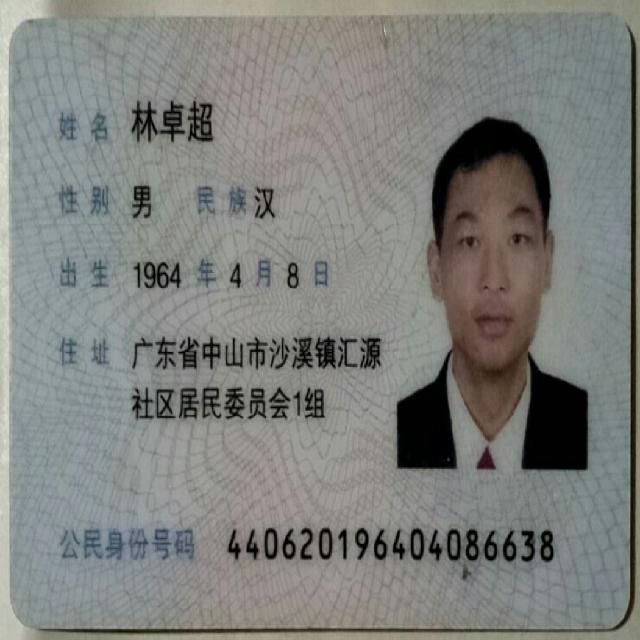 姓名 林卓超
性别 男 民族 汉
出生 1964 年 4 月 8 日
住址 广东省中山市沙溪镇汇源
社区居民委员会1组
公民身份号码 440620196404086638